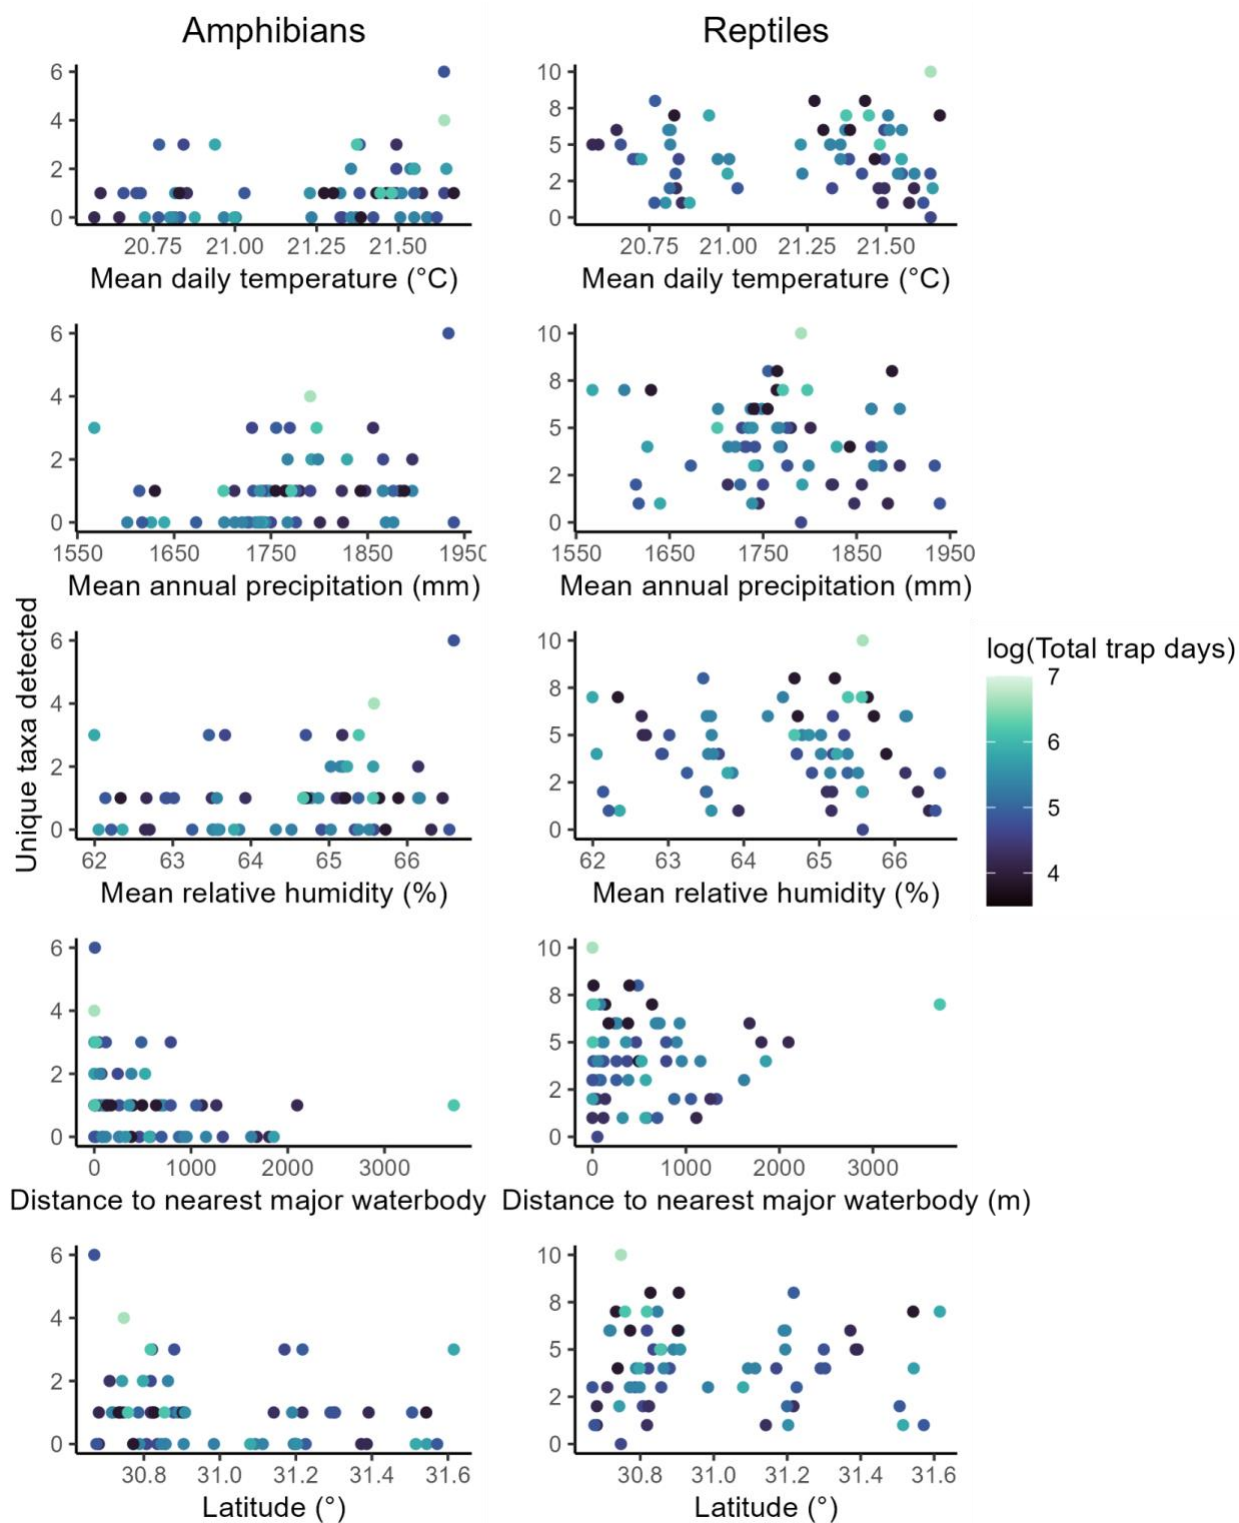 Amphibians
Reptiles
6
4
2
0
20.75 21.00 21.25 21.50
Mean daily temperature (°C)
10
8
5
2
0
20.75 21.00 21.25 21.50
Mean daily temperature (°C)
6
4
2
0
1550 1650 1750 1850 1950
Mean annual precipitation (mm)
10
8
5
2
0
1550 1650 1750 1850 1950
Mean annual precipitation (mm)
Unique taxa detected
6
4
2
0
62 63 64 65 66
Mean relative humidity (%)
10
8
5
2
0
62 63 64 65 66
Mean relative humidity (%)
log(Total trap days)
7
6
5
4
6
4
2
0
0 1000 2000 3000
Distance to nearest major waterbody
10
8
5
2
0
0 1000 2000 3000
Distance to nearest major waterbody (m)
6
4
2
0
30.8 31.0 31.2 31.4 31.6
Latitude (°)
10
8
5
2
0
30.8 31.0 31.2 31.4 31.6
Latitude (°)